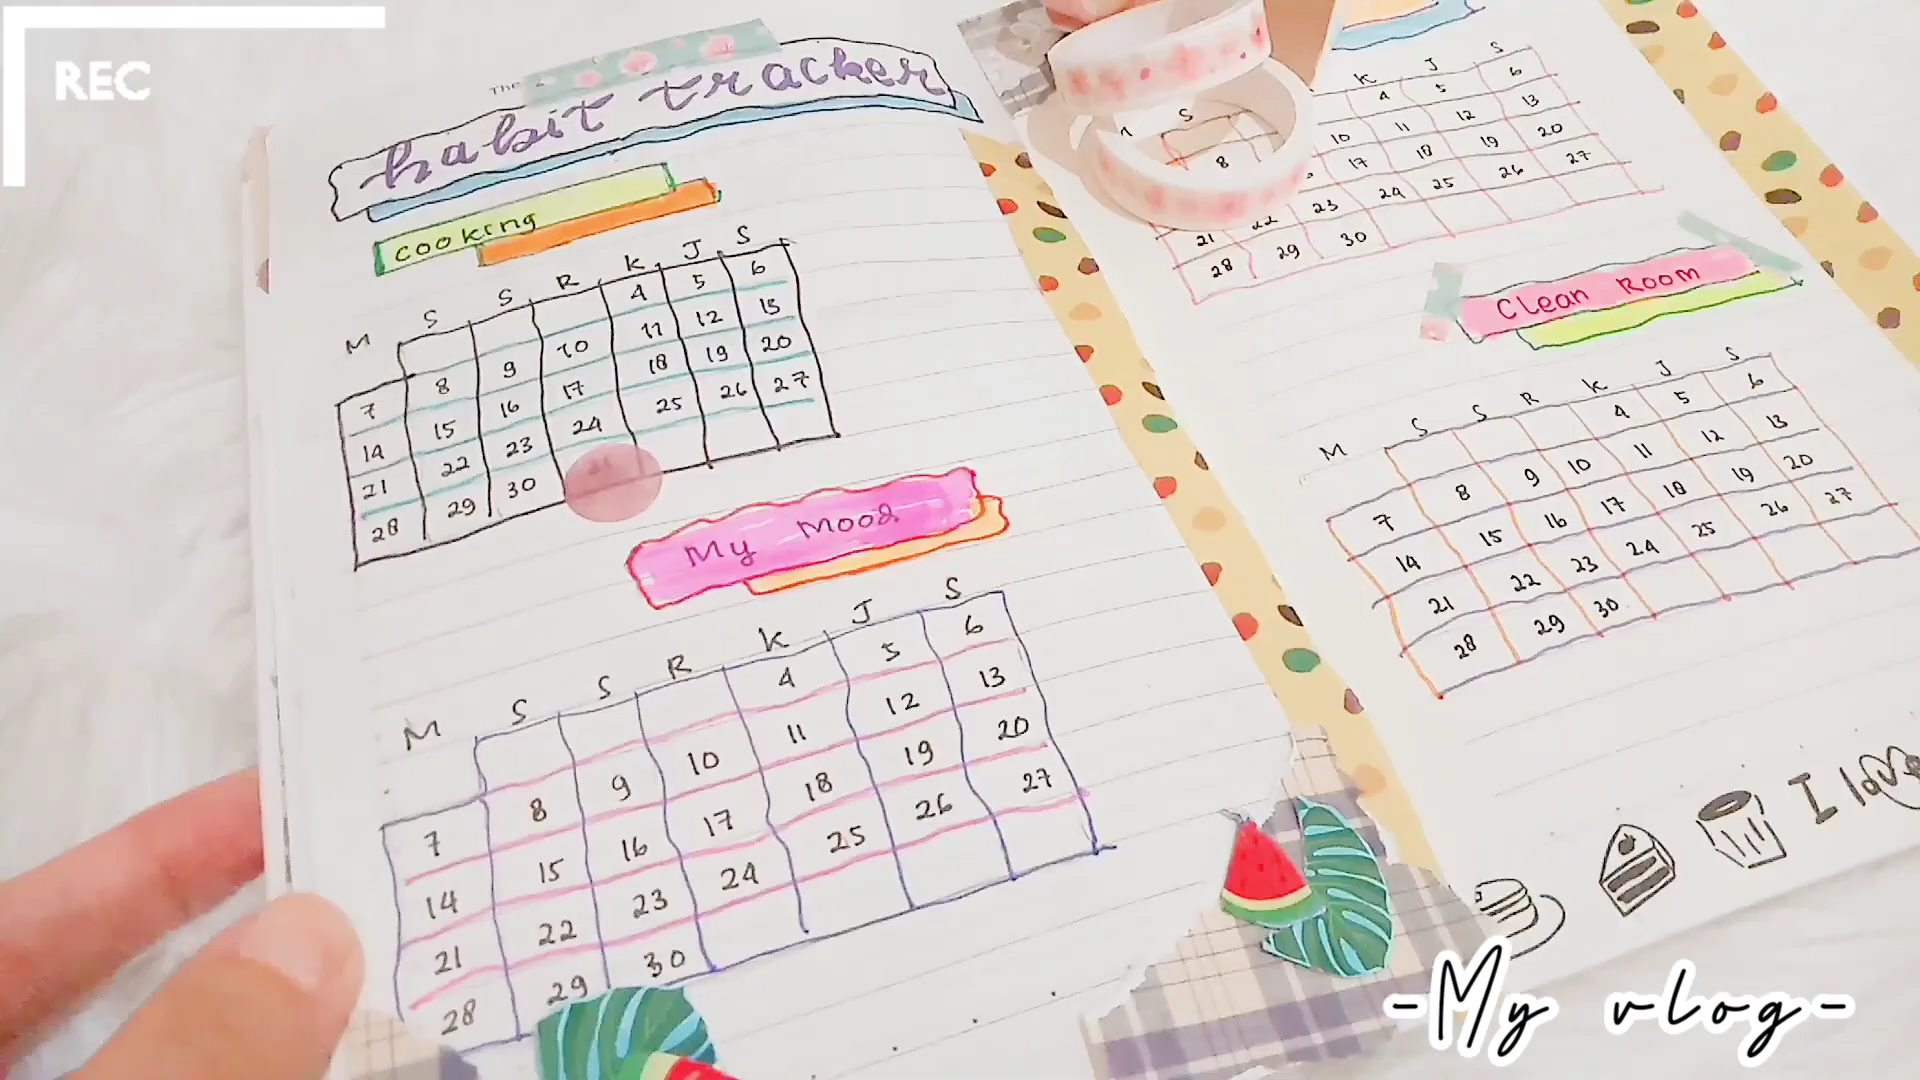 REC
The
habit tracker
cooking
M S S R K J S
4 5 6
7 8 9 10 11 12 13
14 15 16 17 18 19 20
21 22 23 24 25 26 27
28 29 30
My Mood
M S S R K J S
4 5 6
7 8 9 10 11 12 13
14 15 16 17 18 19 20
21 22 23 24 25 26 27
28 29 30
S K J S
4 5 6
8 10 11 12 13
17 18 19 20
21 22 23 24 25 26 27
28 29 30
Clean Room
M S S R K J S
4 5 6
7 8 9 10 11 12 13
14 15 16 17 18 19 20
21 22 23 24 25 26 27
28 29 30
I love
-My vlog-